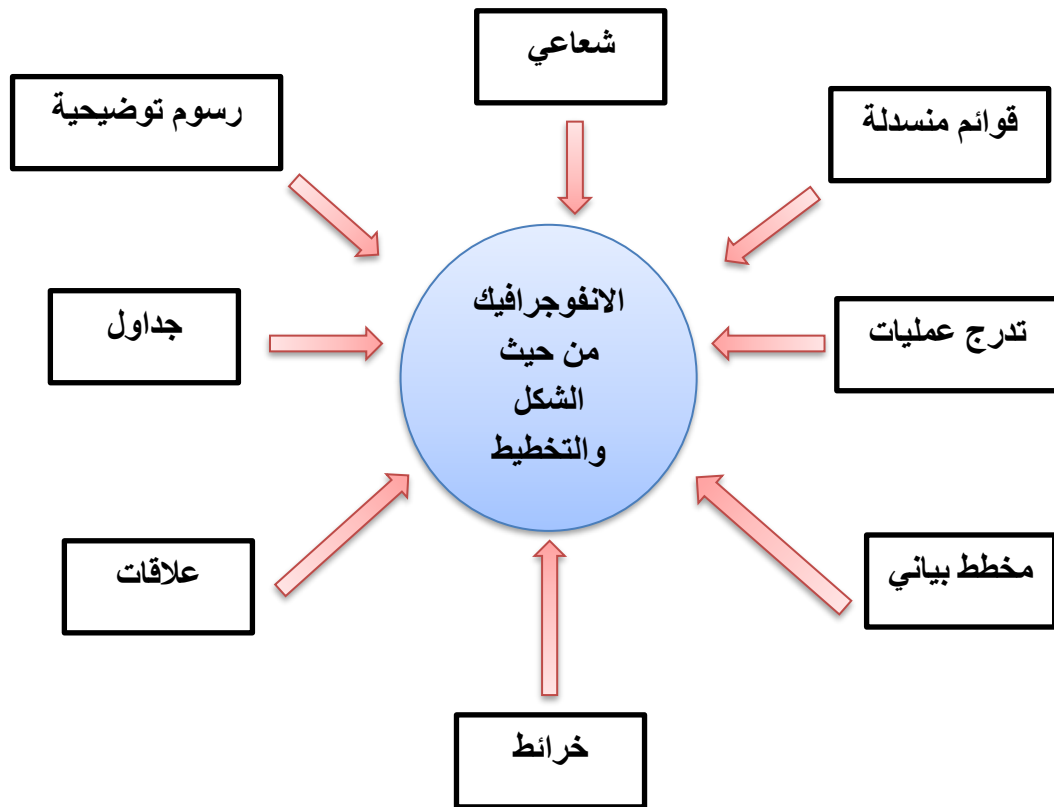 شعاعي
قوائم منسدلة
رسوم توضيحية
الانفوجرافيك
من حيث
الشكل
والتخطيط
تدرج عمليات
جداول
مخطط بياني
علاقات
خرائط